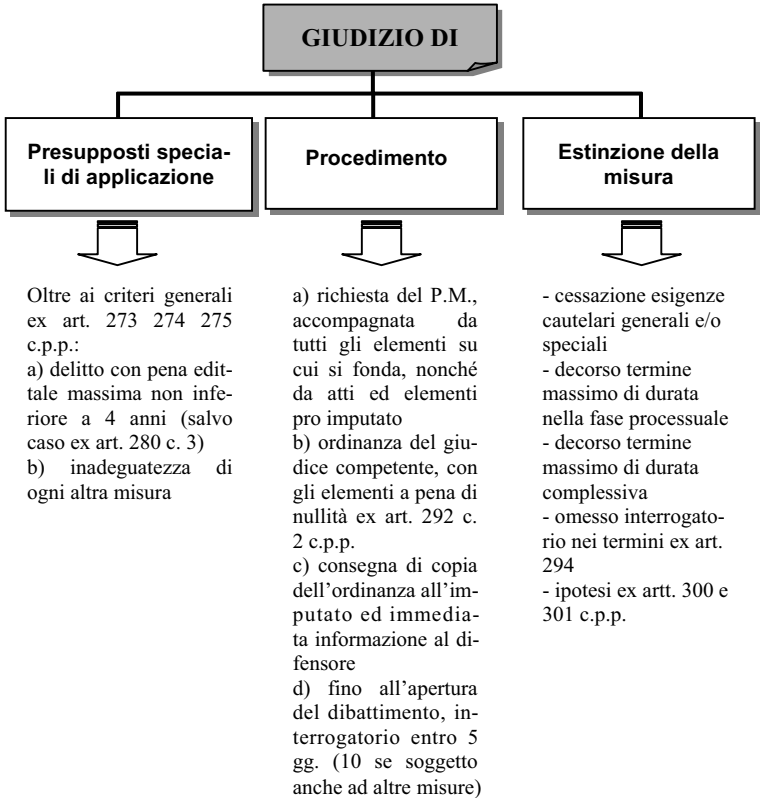 GIUDIZIO DI
Presupposti specia-
li di applicazione
Oltre ai criteri generali
ex art. 273 274 275
c.p.p.:
a) delitto con pena edit-
tale massima non infe-
riore a 4 anni (salvo
caso ex art. 280 c. 3)
b) inadeguatezza di
ogni altra misura
Procedimento
a) richiesta del P.M.,
accompagnata da
tutti gli elementi su
cui si fonda, nonché
da atti ed elementi
pro imputato
b) ordinanza del giu-
dice competente, con
gli elementi a pena di
nullità ex art. 292 c.
2 c.p.p.
c) consegna di copia
dell'ordinanza all'im-
putato ed immedia-
ta informazione al di-
fensore
d) fino all'apertura
del dibattimento, in-
terrogatorio entro 5
gg. (10 se soggetto
anche ad altre misure)
Estinzione della
misura
- cessazione esigenze
cautelari generali e/o
speciali
- decorso termine
massimo di durata
nella fase processuale
- decorso termine
massimo di durata
complessiva
- omesso interrogato-
rio nei termini ex art.
294
- ipotesi ex artt. 300 e
301 c.p.p.